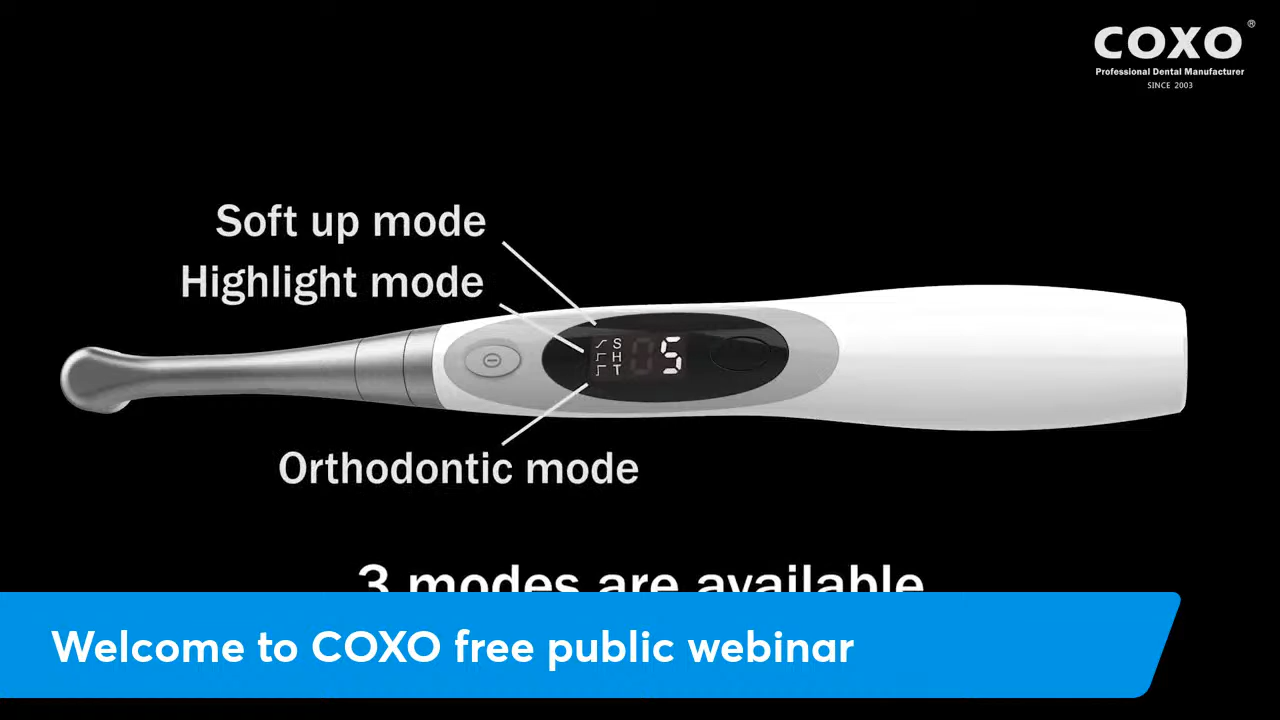 COXO®
Professional Dental Manufacturer
SINCE 2003
Soft up mode
Highlight mode
S
H
T
5
Orthodontic mode
3 modes are available
Welcome to COXO free public webinar